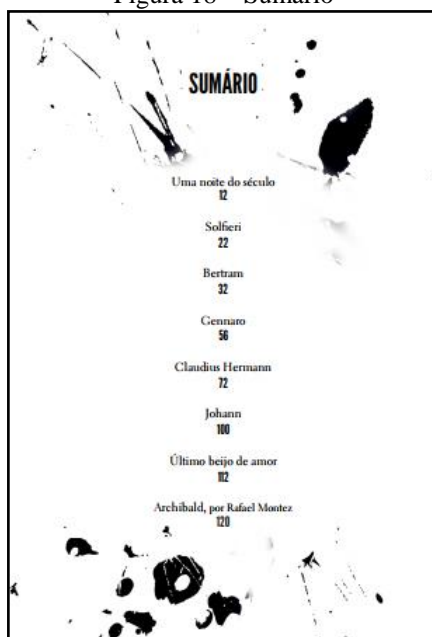 Figura 16 – Sumário
SUMÁRIO
Uma noite do século
12
Solfieri
22
Bertram
32
Gennaro
56
Claudius Hermann
72
Johann
100
Último beijo de amor
112
Archibald, por Rafael Montez
120